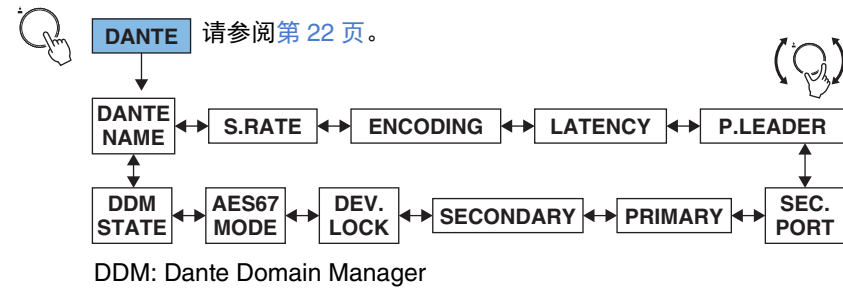 DANTE 请参阅第 22 页。
DANTE NAME
S.RATE
ENCODING
LATENCY
P.LEADER
DDM STATE
AES67 MODE
DEV. LOCK
SECONDARY
PRIMARY
SEC. PORT
DDM: Dante Domain Manager